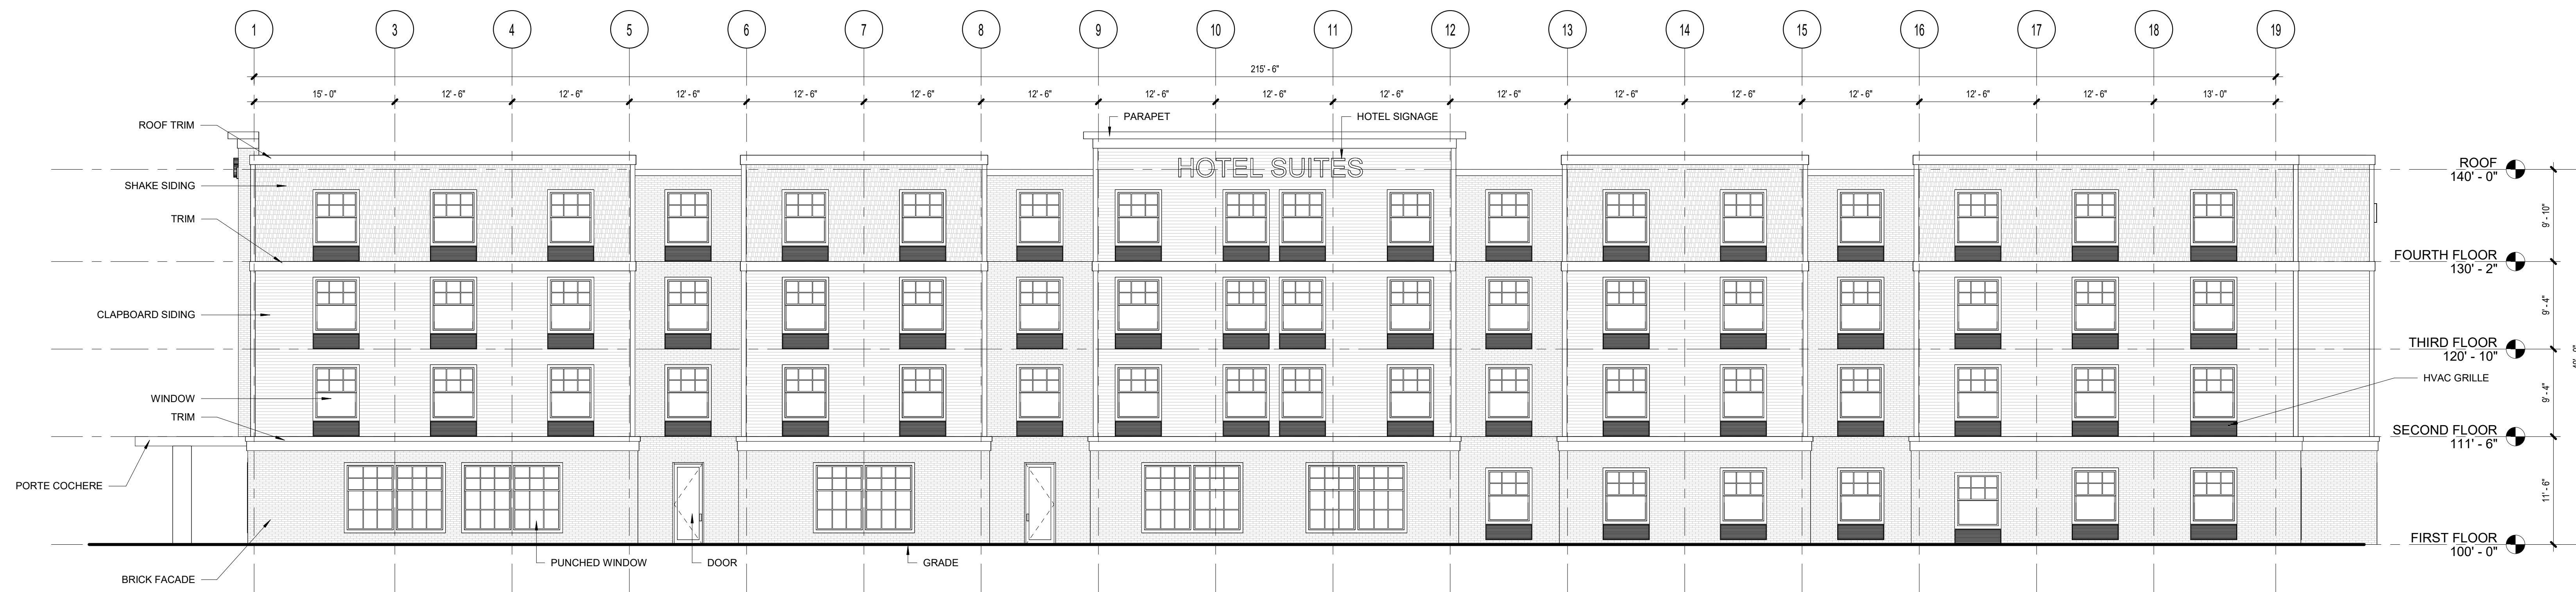 1 3 4 5 6 7 8 9 10 11 12 13 14 15 16 17 18 19
215' - 6"
15' - 0" 12' - 6" 12' - 6" 12' - 6" 12' - 6" 12' - 6" 12' - 6" 12' - 6" 12' - 6" 12' - 6" 12' - 6" 12' - 6" 12' - 6" 12' - 6" 12' - 6" 12' - 6" 13' - 0"
PARAPET
HOTEL SIGNAGE
ROOF TRIM
HOTEL SUITES
ROOF
140' - 0"
SHAKE SIDING
9' - 10"
TRIM
FOURTH FLOOR
130' - 2"
CLAPBOARD SIDING
9' - 4"
THIRD FLOOR
120' - 10"
HVAC GRILLE
WINDOW
9' - 4"
TRIM
SECOND FLOOR
111' - 6"
PORTE COCHERE
11' - 6"
FIRST FLOOR
100' - 0"
PUNCHED WINDOW
DOOR
GRADE
BRICK FACADE